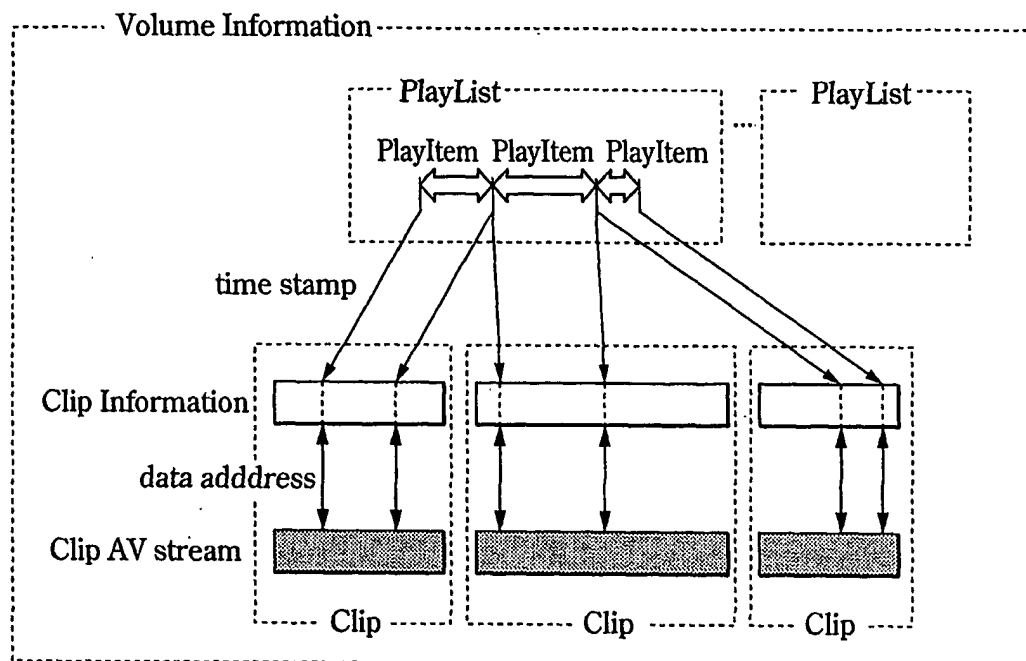 Volume Information
PlayList
PlayList
PlayItem PlayItem PlayItem
time stamp
Clip Information
data adddress
Clip AV stream
Clip
Clip
Clip